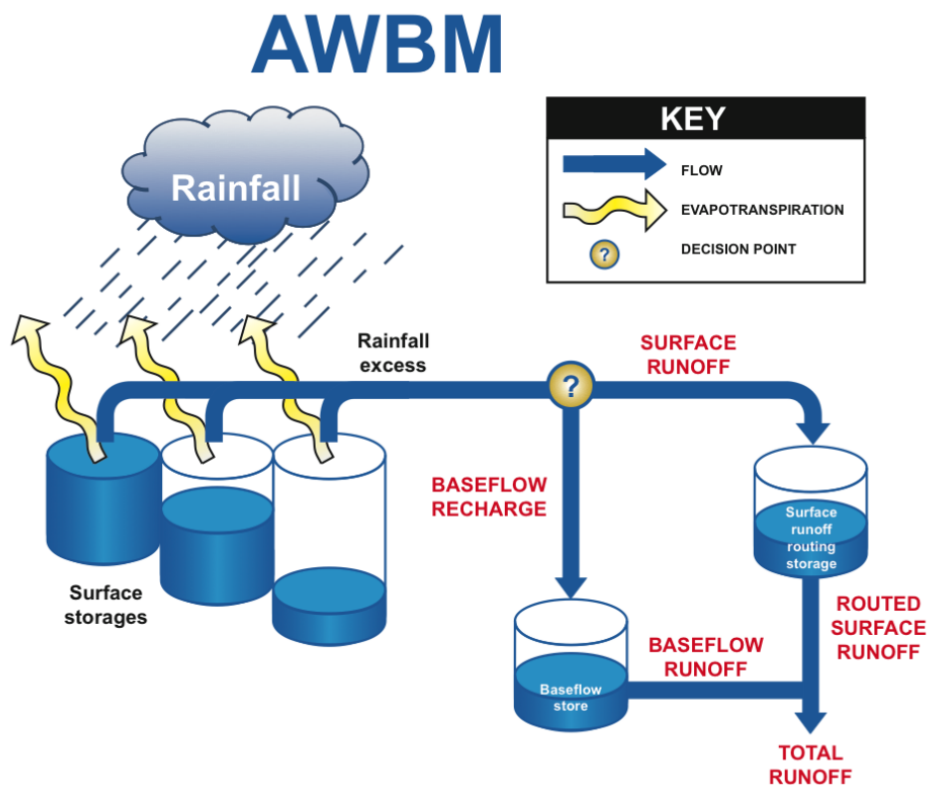 AWBM
Rainfall
KEY
FLOW
EVAPOTRANSPIRATION
?
DECISION POINT
Rainfall
excess
?
SURFACE
RUNOFF
BASEFLOW
RECHARGE
Surface
runoff
routing
storage
Surface
storages
ROUTED
SURFACE
RUNOFF
BASEFLOW
RUNOFF
Baseflow
store
TOTAL
RUNOFF